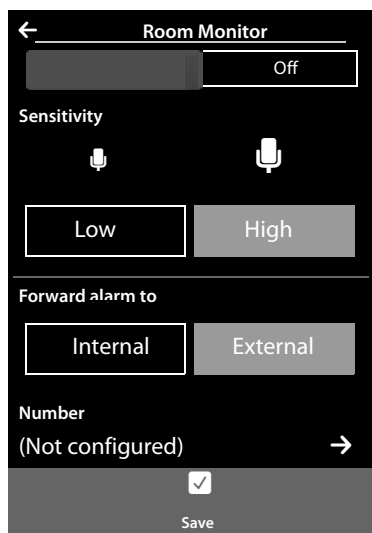 Room Monitor
Off
Sensitivity
Low High
Forward alarm to
Internal External
Number
(Not configured)
Save